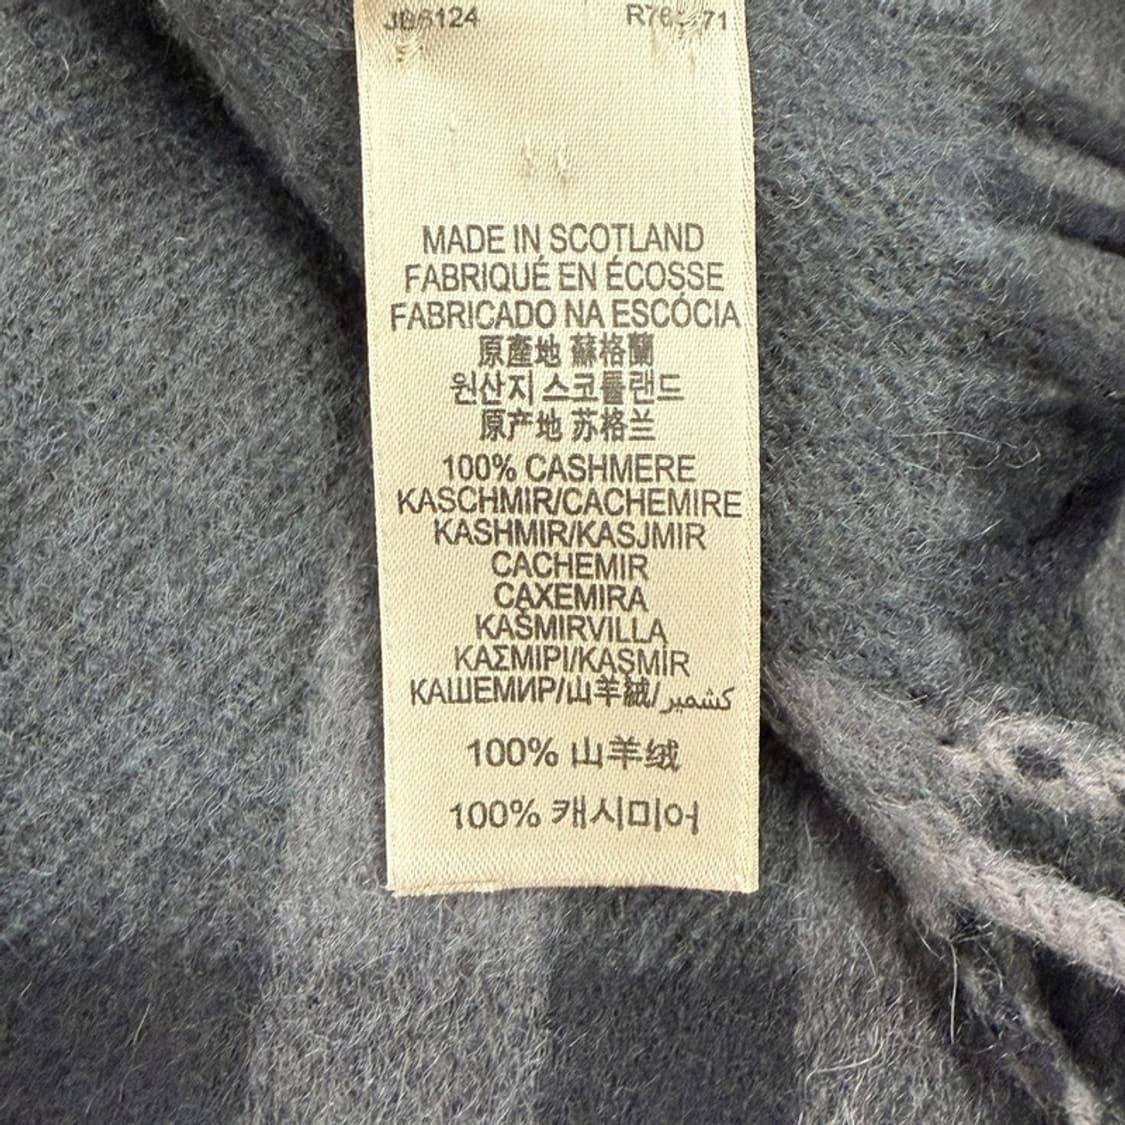 JB6124
MADE IN SCOTLAND
FABRIQUÉ EN ÉCOSSE
FABRICADO NA ESCÓCIA
原產地 蘇格蘭
원산지 스코틀랜드
原产地 苏格兰
100% CASHMERE
KASCHMIR/CACHEMIRE
KASHMIR/KASJMIR
CACHEMIR
CAXEMIRA
KAŠMIRVILLA
ΚΑΣΜΙΡΙ/KAŞMİR
КАШЕМИР/山羊絨/كشمير
100% 山羊绒
100% 캐시미어